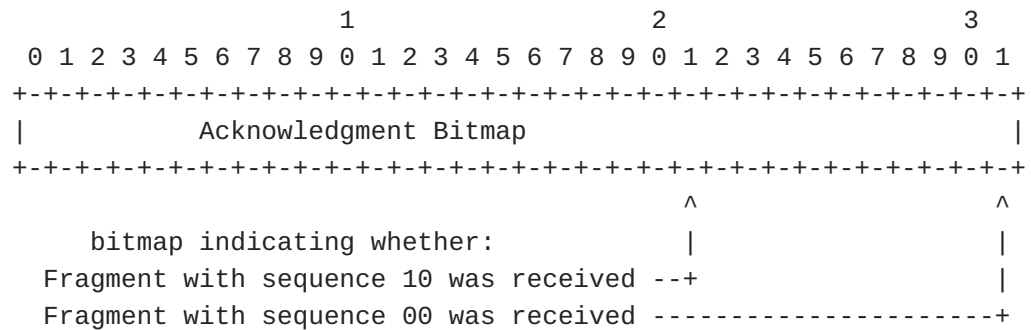 1                   2                   3
 0 1 2 3 4 5 6 7 8 9 0 1 2 3 4 5 6 7 8 9 0 1 2 3 4 5 6 7 8 9 0 1
+-+-+-+-+-+-+-+-+-+-+-+-+-+-+-+-+-+-+-+-+-+-+-+-+-+-+-+-+-+-+-+-+
|           Acknowledgment Bitmap                               |
+-+-+-+-+-+-+-+-+-+-+-+-+-+-+-+-+-+-+-+-+-+-+-+-+-+-+-+-+-+-+-+-+
                                           ^                   ^
     bitmap indicating whether:            |                   |
  Fragment with sequence 10 was received --+                   |
  Fragment with sequence 00 was received ----------------------+